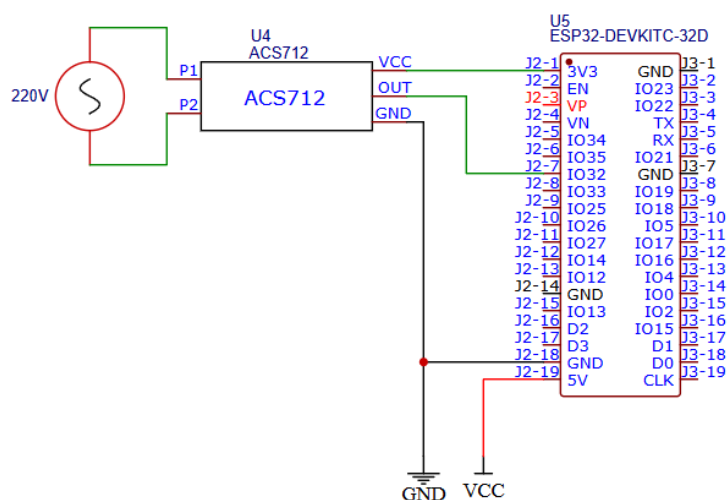 U4
ACS712
220V
P1
P2
ACS712
VCC
OUT
GND
U5
ESP32-DEVKITC-32D
J2-1 3V3 GND J3-1
J2-2 EN IO23 J3-2
J2-3 VP IO22 J3-3
J2-4 VN TX J3-4
J2-5 IO34 RX J3-5
J2-6 IO35 IO21 J3-6
J2-7 IO32 GND J3-7
J2-8 IO33 IO19 J3-8
J2-9 IO25 IO18 J3-9
J2-10 IO26 IO5 J3-10
J2-11 IO27 IO17 J3-11
J2-12 IO14 IO16 J3-12
J2-13 IO12 IO4 J3-13
J2-14 GND IO0 J3-14
J2-15 IO13 IO2 J3-15
J2-16 D2 IO15 J3-16
J2-17 D3 D1 J3-17
J2-18 GND D0 J3-18
J2-19 5V CLK J3-19
GND
VCC